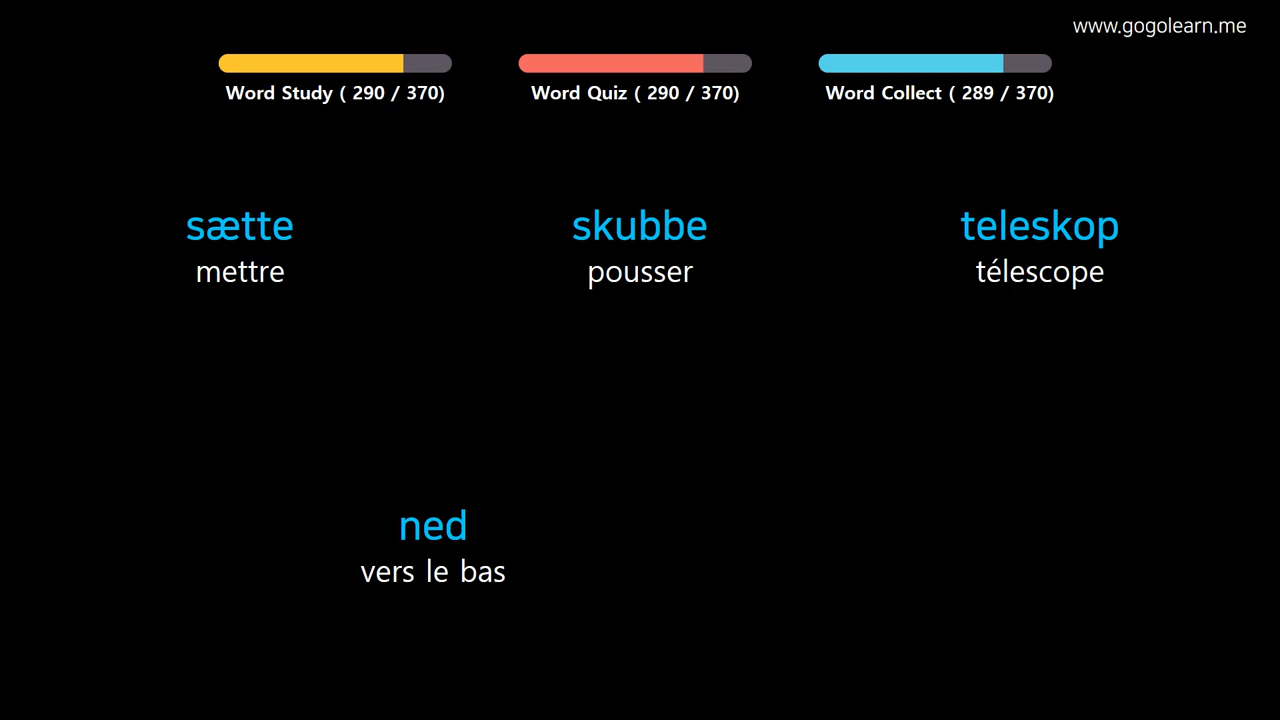 www.gogolearn.me
Word Study ( 290 / 370)
Word Quiz ( 290 / 370)
Word Collect ( 289 / 370)
sætte
mettre
skubbe
pousser
teleskop
télescope
ned
vers le bas